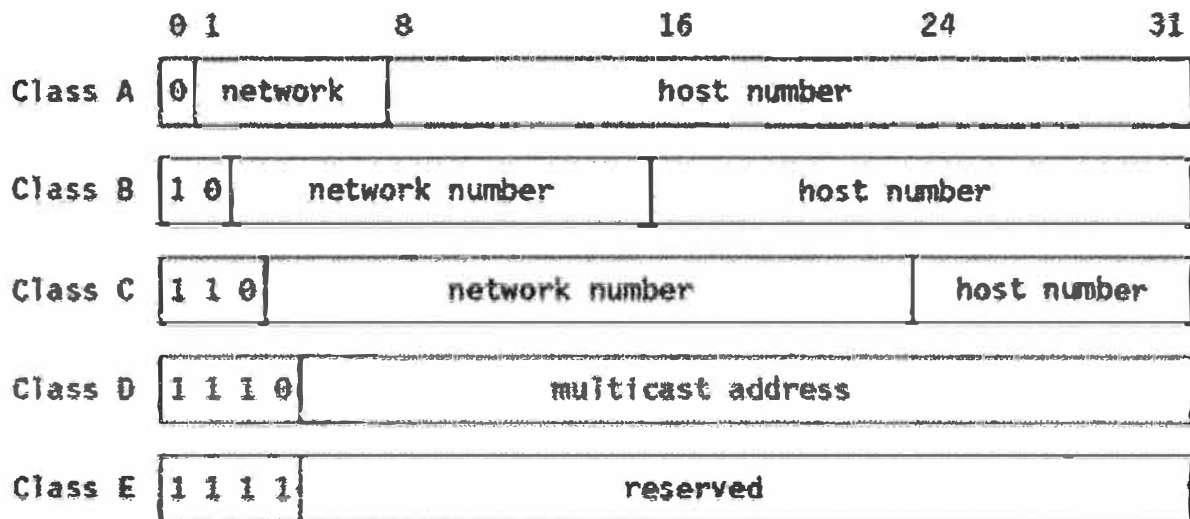 0 1 8 16 24 31
Class A 0 network host number
Class B 1 0 network number host number
Class C 1 1 0 network number host number
Class D 1 1 1 0 multicast address
Class E 1 1 1 1 reserved